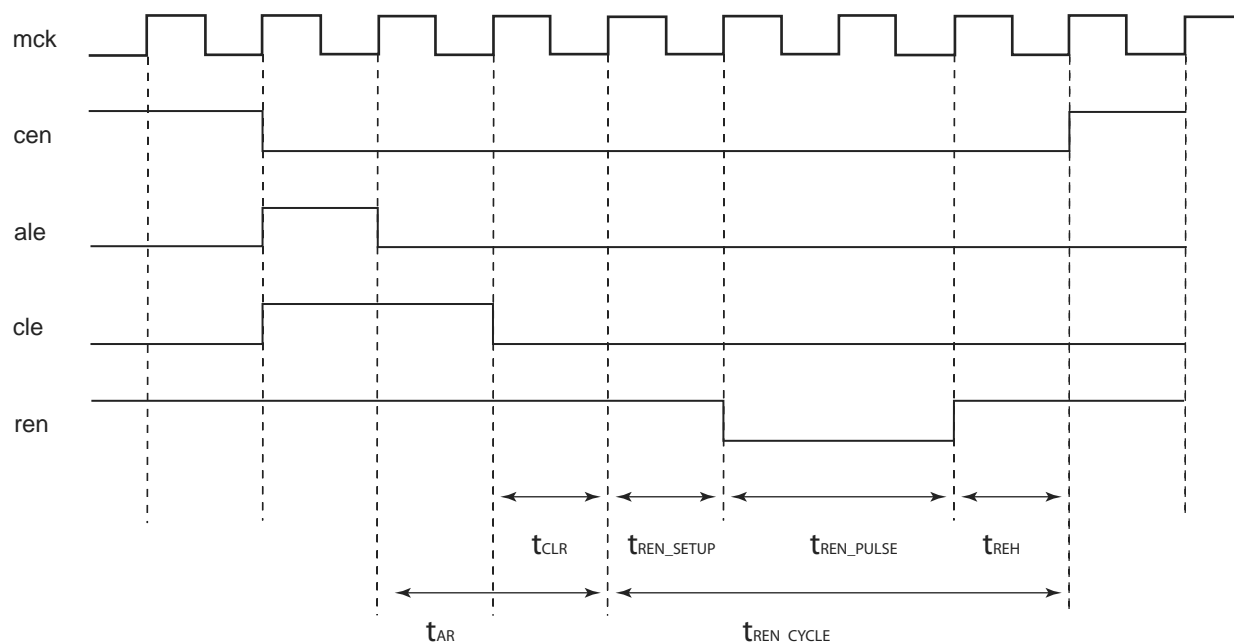 mck
cen
ale
cle
ren
tCLR
tREN_SETUP
tREN_PULSE
tREH
tAR
tREN_CYCLE